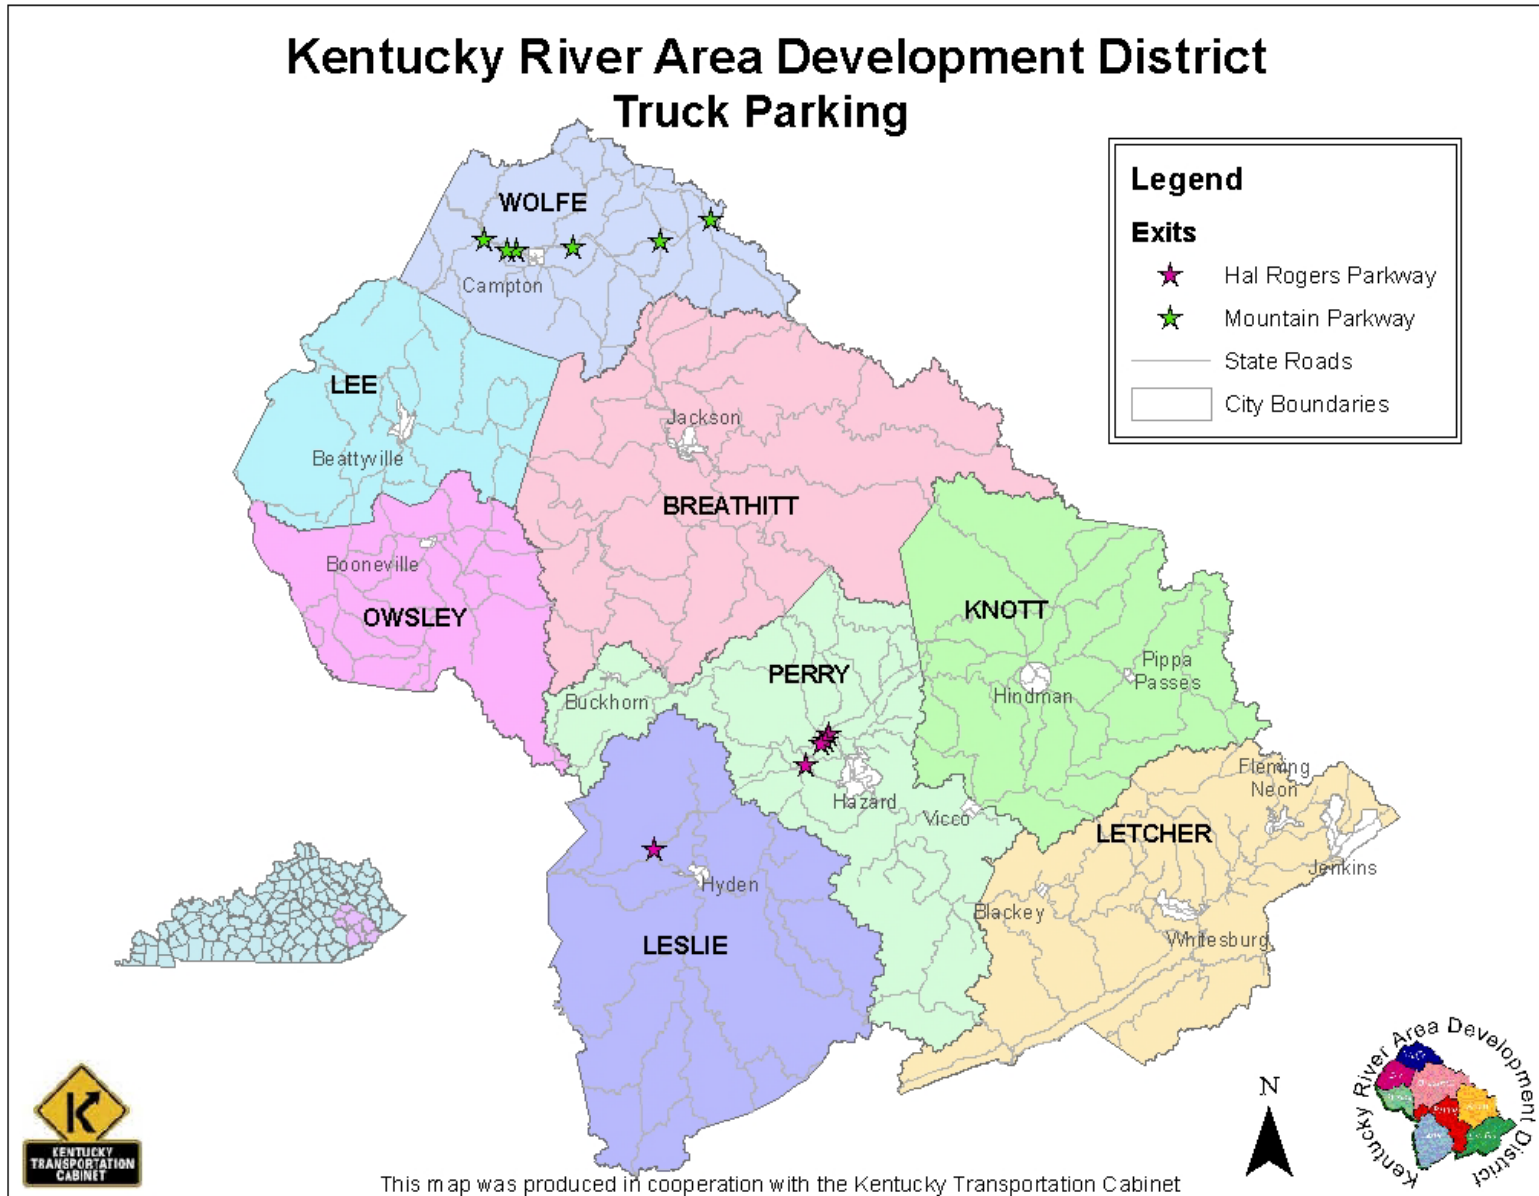 Kentucky River Area Development District
Truck Parking
Legend
Exits
Hal Rogers Parkway
Mountain Parkway
State Roads
City Boundaries
WOLFE
Campton
LEE
Beattyville
Jackson
BREATHITT
Booneville
OWSLEY
KNOTT
Pippa
Passes
Hindman
PERRY
Buckhorn
Hazard
Vicco
Fleming
Neon
LETCHER
Jenkins
Hyden
Blackey
Whitesburg
LESLIE
KENTUCKY
TRANSPORTATION
CABINET
N
Kentucky River Area Development District
This map was produced in cooperation with the Kentucky Transportation Cabinet